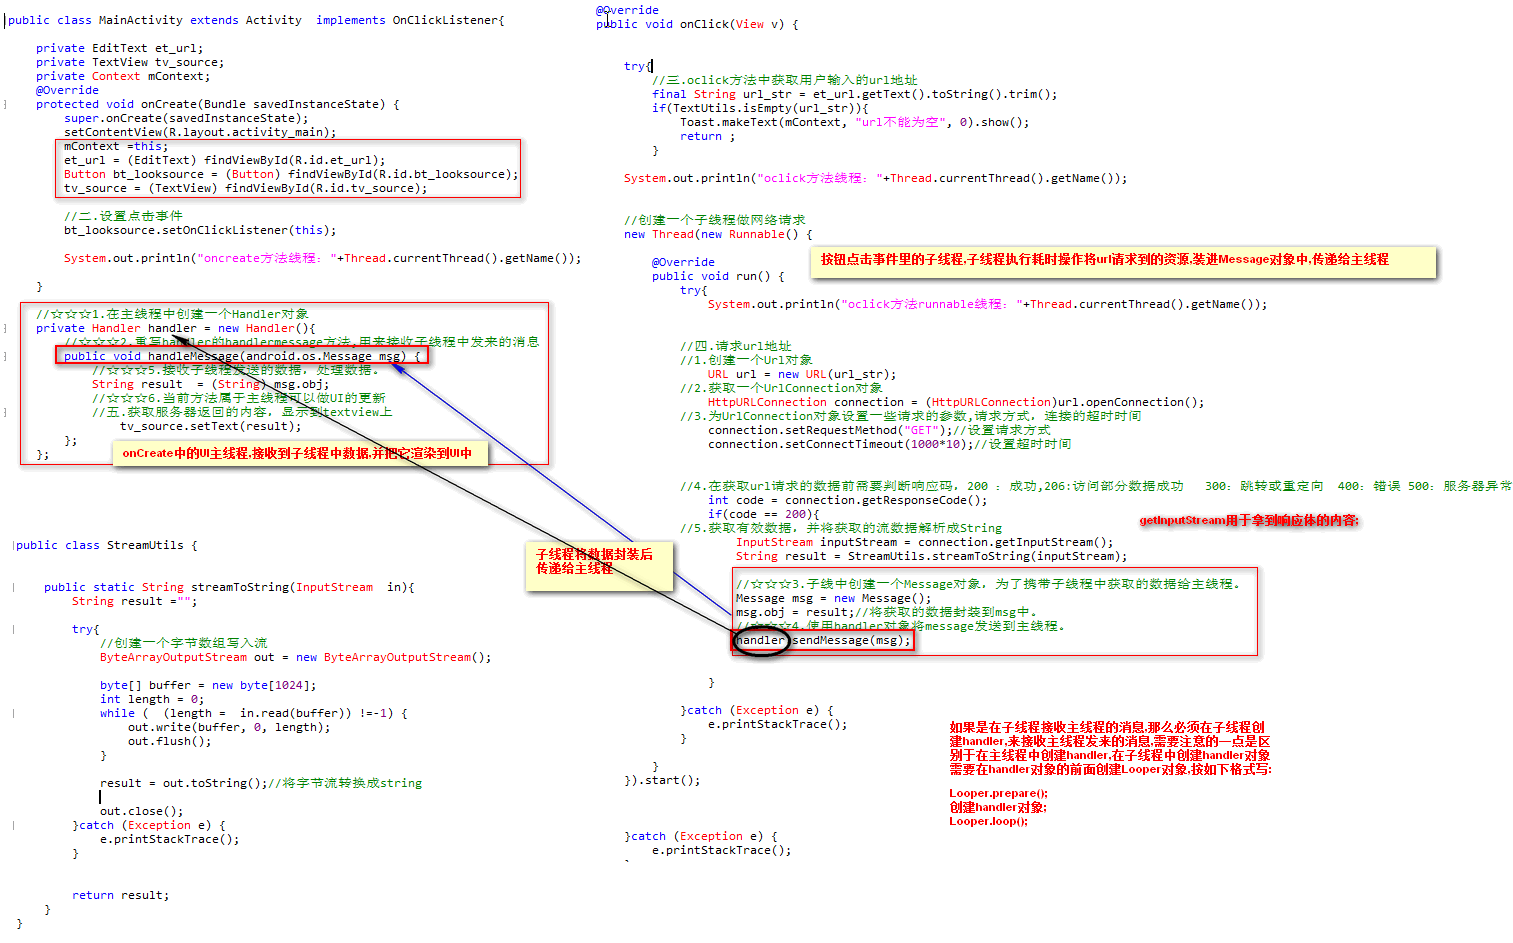 public class MainActivity extends Activity  implements OnClickListener{
private EditText et_url;
private TextView tv_source;
private Context mContext;
@Override
protected void onCreate(Bundle savedInstanceState) {
super.onCreate(savedInstanceState);
setContentView(R.layout.activity_main);
mContext =this;
et_url = (EditText) findViewById(R.id.et_url);
Button bt_looksource = (Button) findViewById(R.id.bt_looksource);
tv_source = (TextView) findViewById(R.id.tv_source);
//二.设置点击事件
bt_looksource.setOnClickListener(this);
System.out.println("oncreate方法线程："+Thread.currentThread().getName());
}
//☆☆☆1.在主线程中创建一个Handler对象
private Handler handler = new Handler(){
//☆☆☆2.重写handler的handlermessage方法,用来接收子线程中发来的消息
public void handleMessage(android.os.Message msg) {
//☆☆☆5.接收子线程发送的数据，处理数据。
String result  = (String) msg.obj;
//☆☆☆6.当前方法属于主线程可以做UI的更新
//五.获取服务器返回的内容，显示到textview上
tv_source.setText(result);
};
};
onCreate中的UI主线程,接收到子线程中数据,并把它渲染到UI中
public class StreamUtils {
public static String streamToString(InputStream  in){
String result ="";
try{
//创建一个字节数组写入流
ByteArrayOutputStream out = new ByteArrayOutputStream();
byte[] buffer = new byte[1024];
int length = 0;
while (  (length =  in.read(buffer)) !=-1) {
out.write(buffer, 0, length);
out.flush();
}
result = out.toString();//将字节流转换成string
out.close();
}catch (Exception e) {
e.printStackTrace();
}
return result;
}
}
@Override
public void onClick(View v) {
try{
//三.oclick方法中获取用户输入的url地址
final String url_str = et_url.getText().toString().trim();
if(TextUtils.isEmpty(url_str)){
Toast.makeText(mContext, "url不能为空", 0).show();
return ;
}
System.out.println("oclick方法线程："+Thread.currentThread().getName());
//创建一个子线程做网络请求
new Thread(new Runnable() {
按钮点击事件里的子线程,子线程执行耗时操作将url请求到的资源,装进Message对象中,传递给主线程
@Override
public void run() {
try{
System.out.println("oclick方法runnable线程："+Thread.currentThread().getName());
//四.请求url地址
//1.创建一个Url对象
URL url = new URL(url_str);
//2.获取一个UrlConnection对象
HttpURLConnection connection = (HttpURLConnection)url.openConnection();
//3.为UrlConnection对象设置一些请求的参数,请求方式，连接的超时时间
connection.setRequestMethod("GET");//设置请求方式
connection.setConnectTimeout(1000*10);//设置超时时间
//4.在获取url请求的数据前需要判断响应码，200 ：成功,206:访问部分数据成功   300：跳转或重定向  400：错误 500：服务器异常
int code = connection.getResponseCode();
if(code == 200){
getInputStream用于拿到响应体的内容;
//5.获取有效数据，并将获取的流数据解析成String
InputStream inputStream = connection.getInputStream();
String result = StreamUtils.streamToString(inputStream);
子线程将数据封装后
传递给主线程
//☆☆☆3.子线中创建一个Message对象，为了携带子线程中获取的数据给主线程。
Message msg = new Message();
msg.obj = result;//将获取的数据封装到msg中。
//☆☆☆4.使用handler对象将message发送到主线程。
handler.sendMessage(msg);
}
}catch (Exception e) {
e.printStackTrace();
}
}
}).start();
}catch (Exception e) {
e.printStackTrace();
如果是在子线程接收主线程的消息,那么必须在子线程创
建handler,来接收主线程发来的消息,需要注意的一点是区
别于在主线程中创建handler,在子线程中创建handler对象
需要在handler对象的前面创建Looper对象,按如下格式写:
Looper.prepare();
创建handler对象;
Looper.loop();